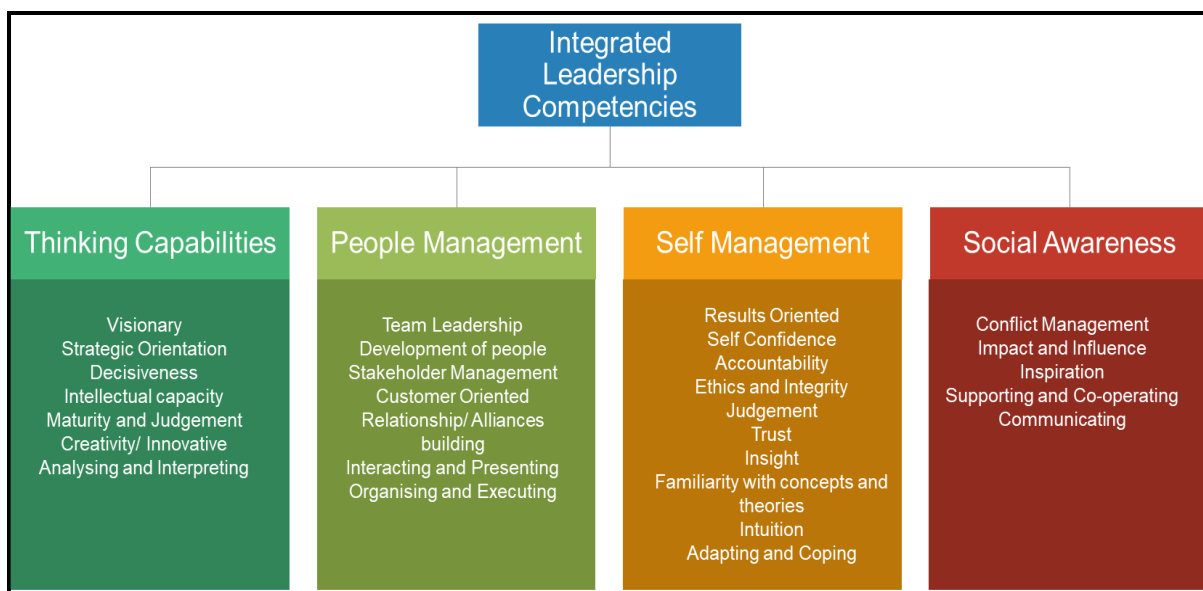 Integrated
Leadership
Competencies
Thinking Capabilities
Visionary
Strategic Orientation
Decisiveness
Intellectual capacity
Maturity and Judgement
Creativity/ Innovative
Analysing and Interpreting
People Management
Team Leadership
Development of people
Stakeholder Management
Customer Oriented
Relationship/ Alliances
building
Interacting and Presenting
Organising and Executing
Self Management
Results Oriented
Self Confidence
Accountability
Ethics and Integrity
Judgement
Trust
Insight
Familiarity with concepts and
theories
Intuition
Adapting and Coping
Social Awareness
Conflict Management
Impact and Influence
Inspiration
Supporting and Co-operating
Communicating